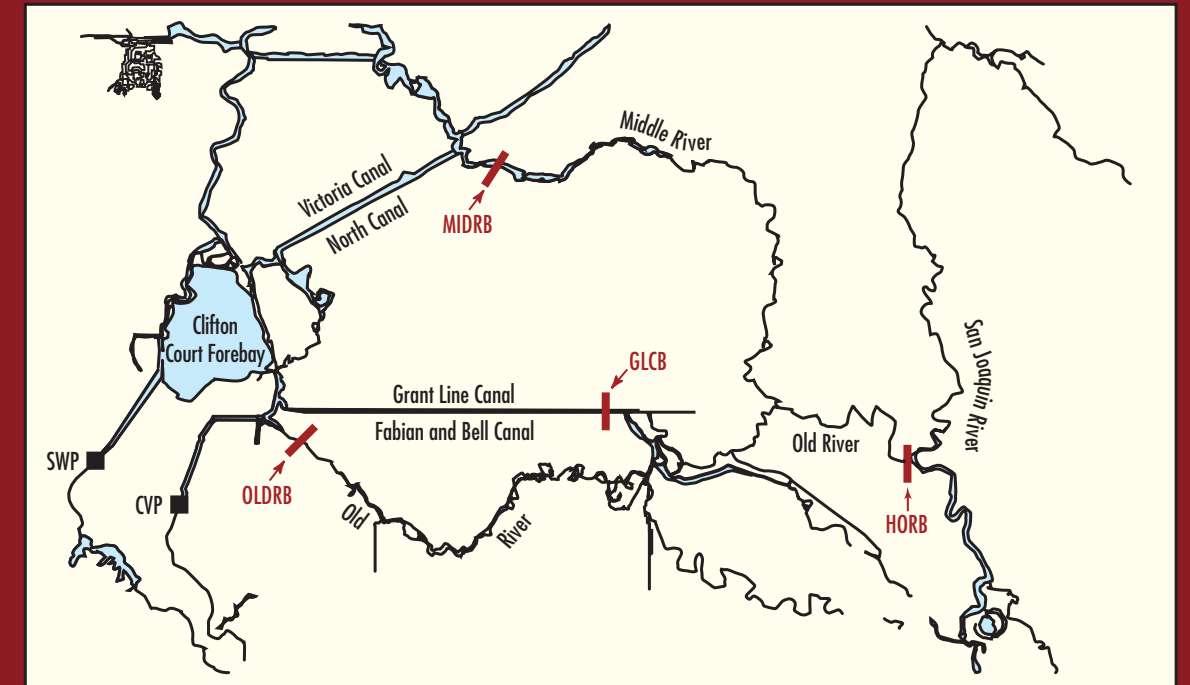 Middle River
Victoria Canal
North Canal
MIDRB
Clifton
Court Forebay
San Joaquin River
GLCB
Grant Line Canal
Fabian and Bell Canal
Old River
SWP
CVP
OLDRB
Old
River
HORB